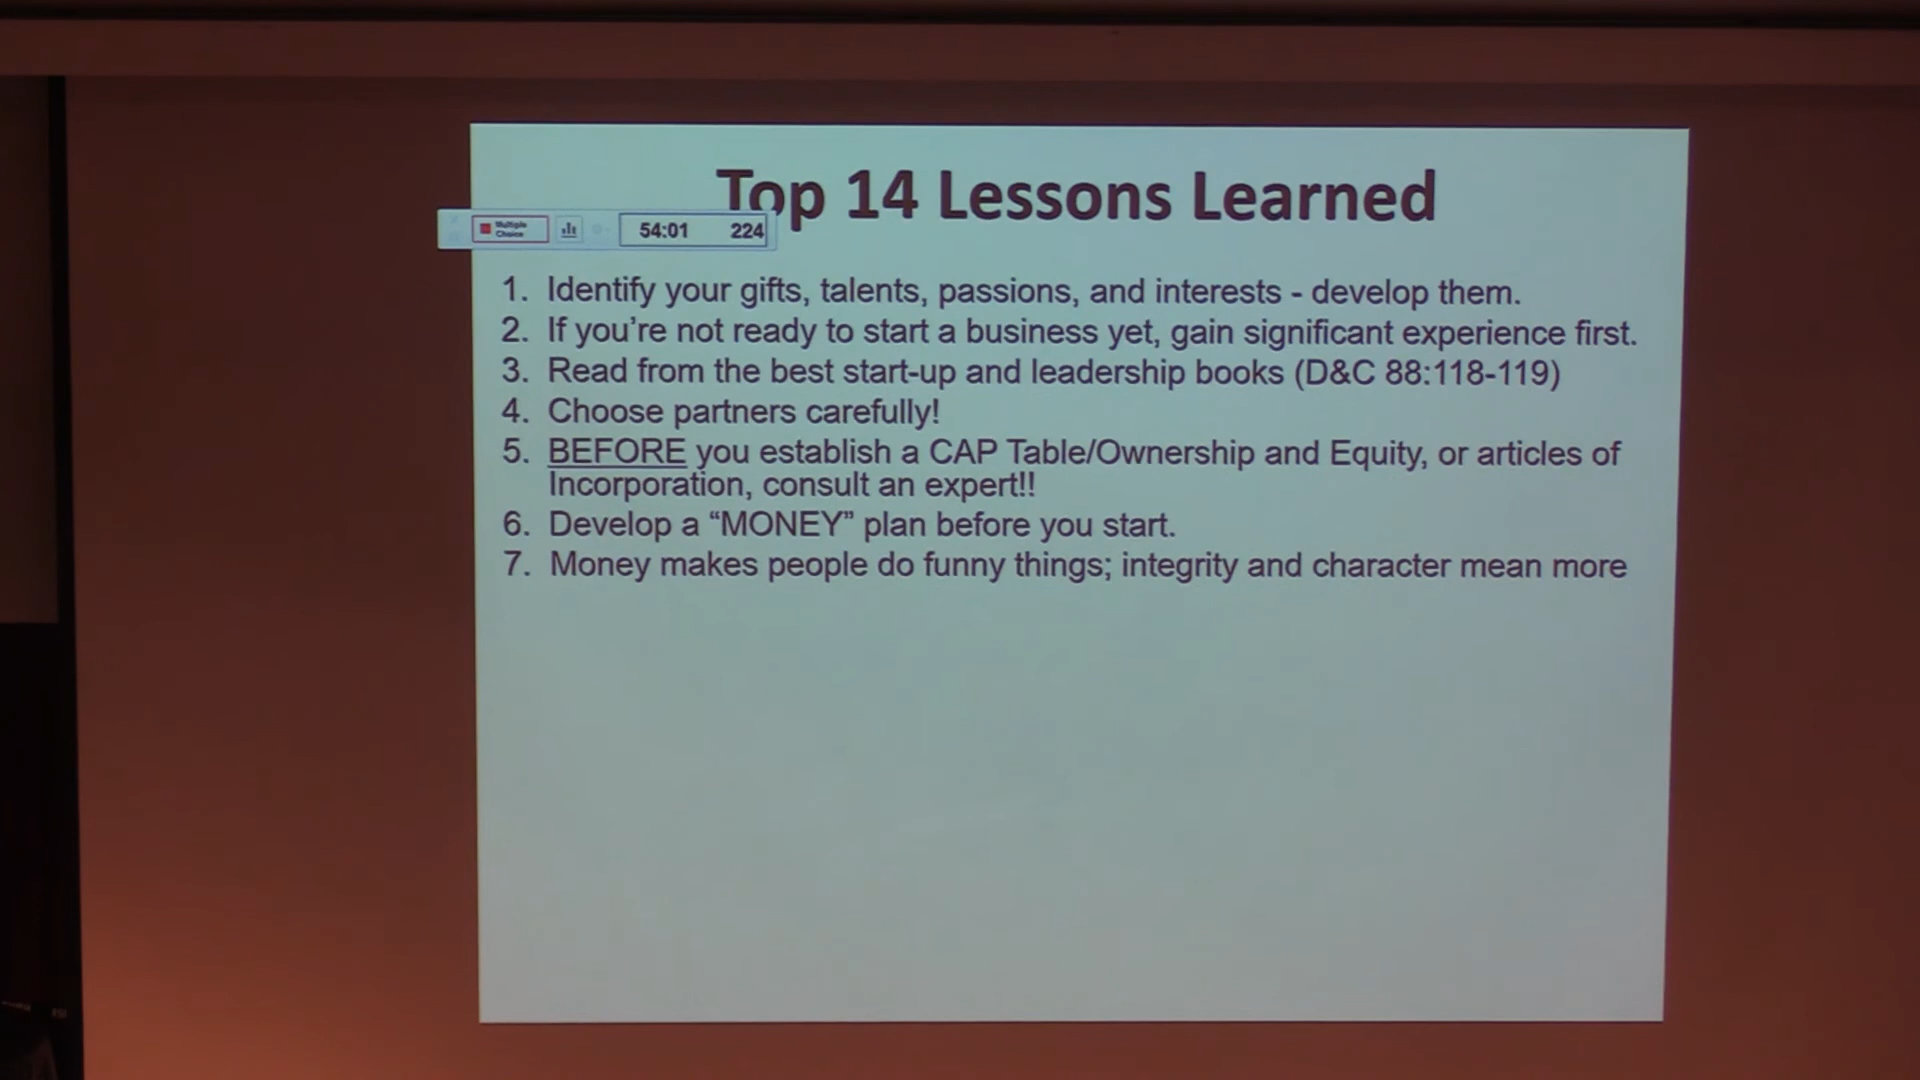 Top 14 Lessons Learned
Multiple
Choice
54:01 224
1. Identify your gifts, talents, passions, and interests - develop them.
2. If you're not ready to start a business yet, gain significant experience first.
3. Read from the best start-up and leadership books (D&C 88:118-119)
4. Choose partners carefully!
5. BEFORE you establish a CAP Table/Ownership and Equity, or articles of
Incorporation, consult an expert!!
6. Develop a “MONEY” plan before you start.
7. Money makes people do funny things; integrity and character mean more